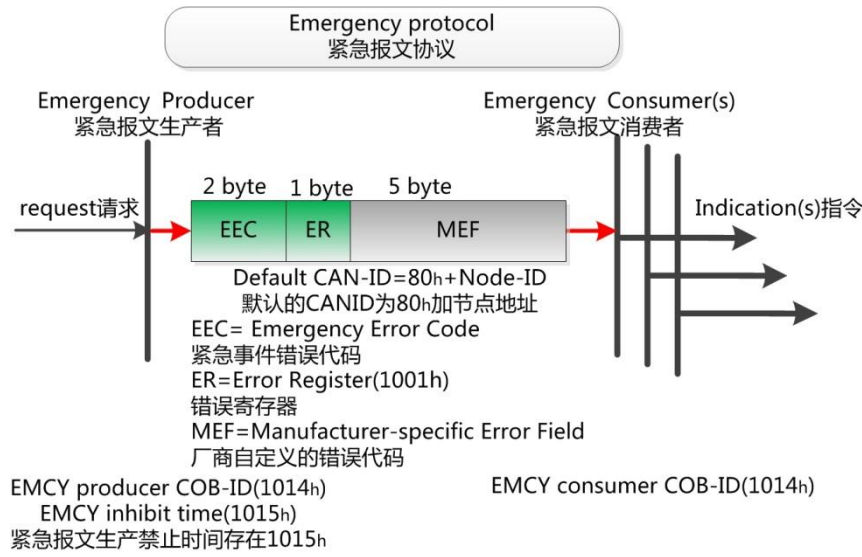 Emergency protocol
紧急报文协议
Emergency Producer
紧急报文生产者
Emergency Consumer(s)
紧急报文消费者
2 byte
1 byte
5 byte
request请求
EEC
ER
MEF
Indication(s)指令
Default CAN-ID=80h+Node-ID
默认的CANID为80h加节点地址
EEC= Emergency Error Code
紧急事件错误代码
ER=Error Register(1001h)
错误寄存器
MEF=Manufacturer-specific Error Field
厂商自定义的错误代码
EMCY producer COB-ID(1014h)
EMCY inhibit time(1015h)
紧急报文生产禁止时间存在1015h
EMCY consumer COB-ID(1014h)